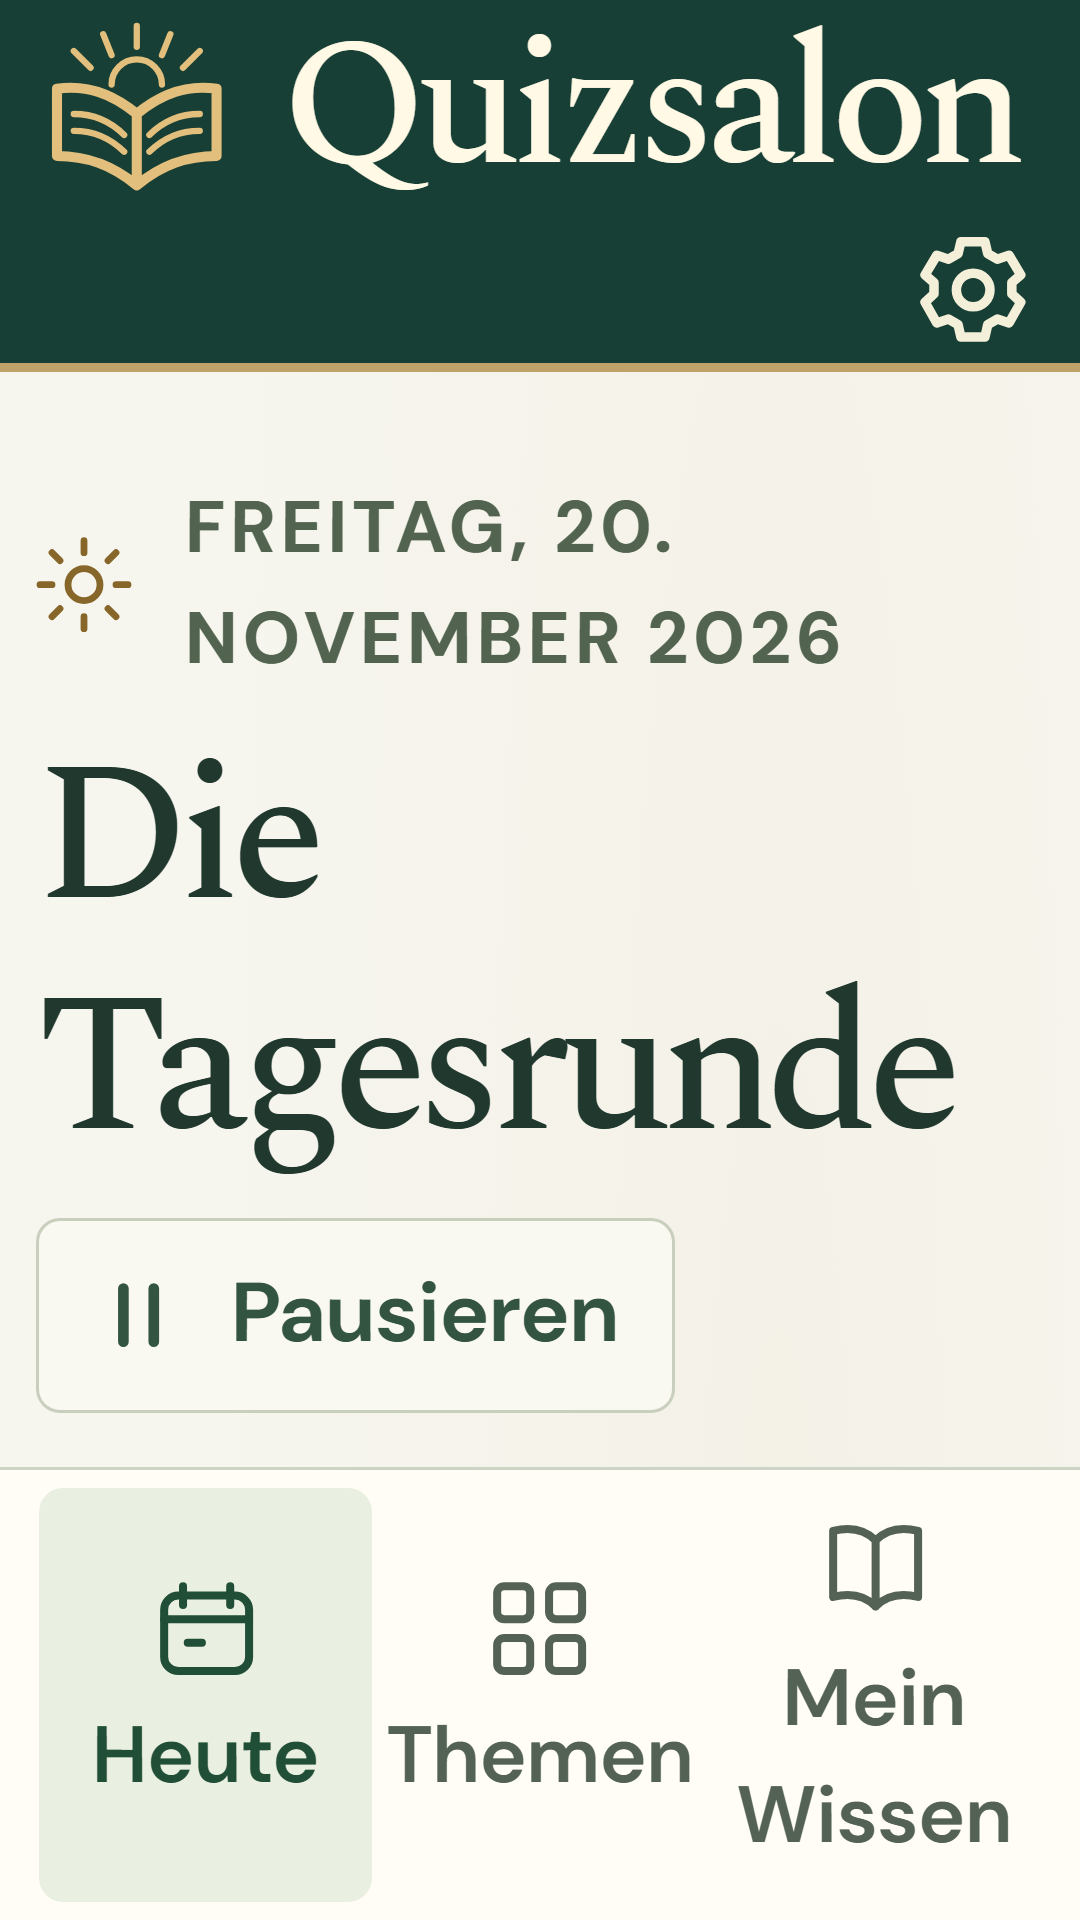 Quizsalon
FREITAG, 20.
NOVEMBER 2026
Die
Tagesrunde
Pausieren
Heute
Themen
Mein
Wissen